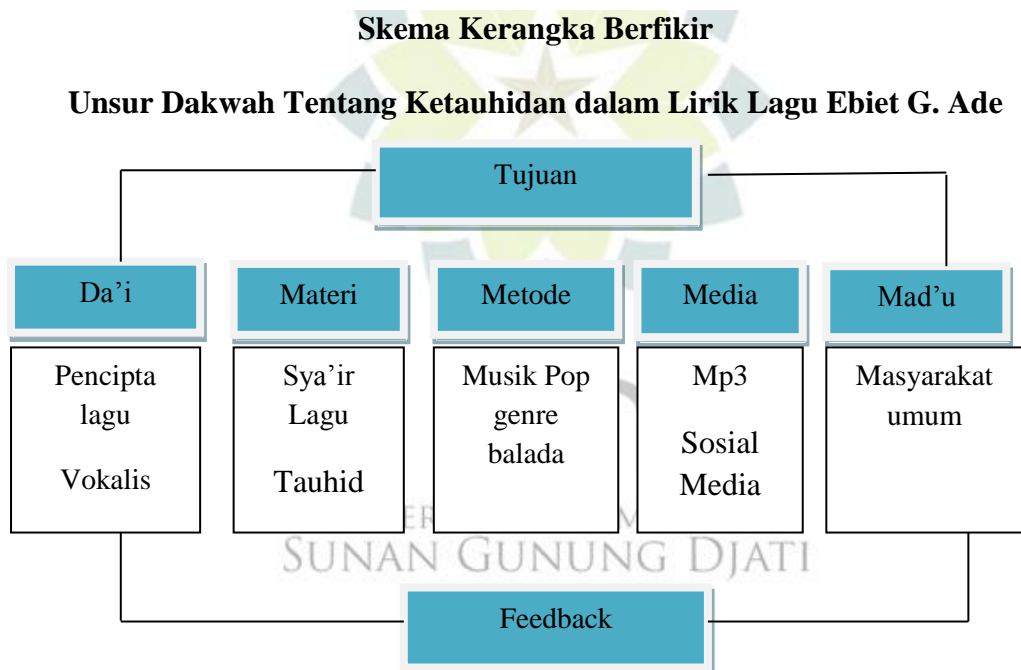 Skema Kerangka Berfikir
Unsur Dakwah Tentang Ketauhidan dalam Lirik Lagu Ebiet G. Ade
Tujuan
Da’i
Materi
Metode
Media
Mad’u
Pencipta
lagu
Vokalis
Sya’ir
Lagu
Tauhid
Musik Pop
genre
balada
Mp3
Sosial
Media
Masyarakat
umum
SUNAN GUNUNG DJATI
Feedback